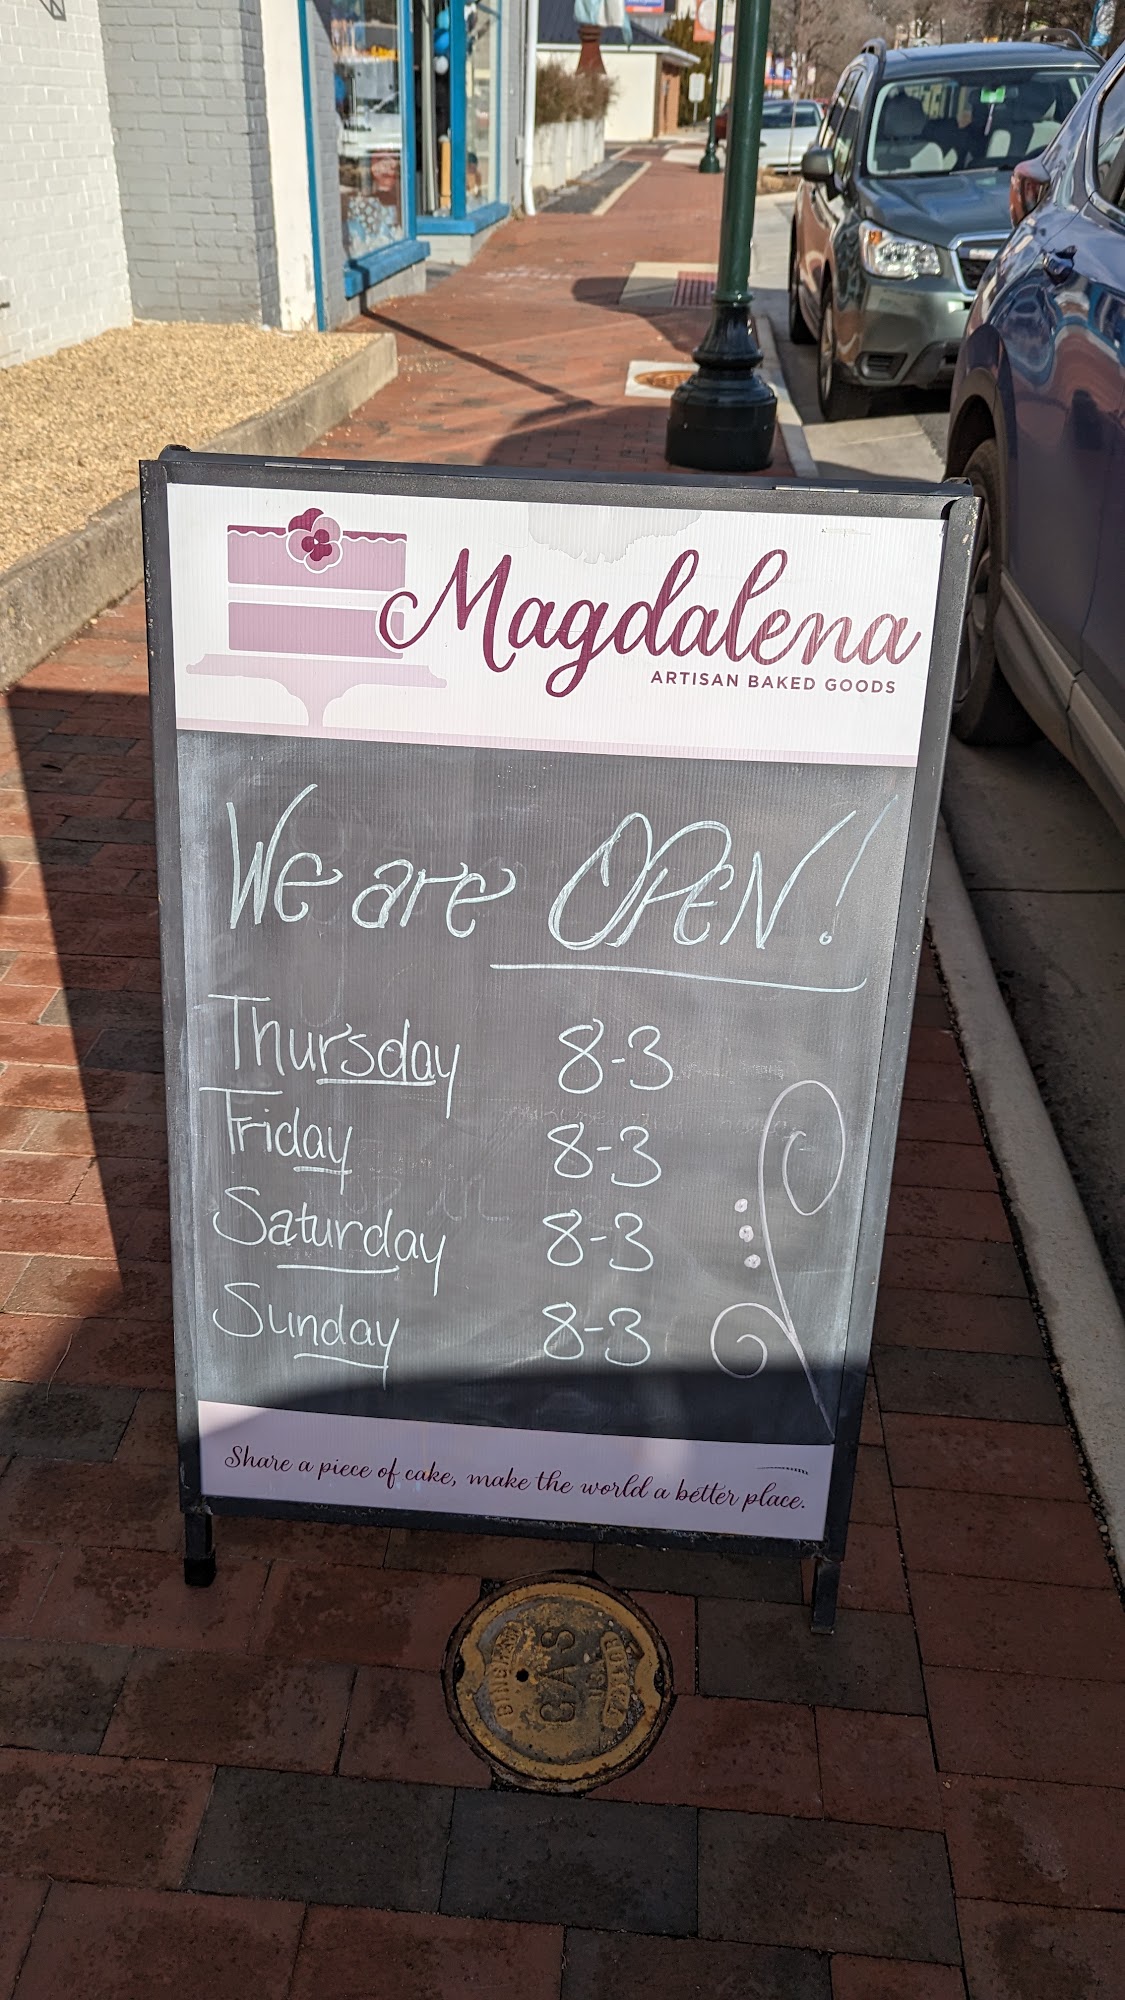 Magdalena
ARTISAN BAKED GOODS
We are OPEN!
Thursday 8-3
Friday 8-3
Saturday 8-3
Sunday 8-3
Share a piece of cake, make the world a better place.
GAS